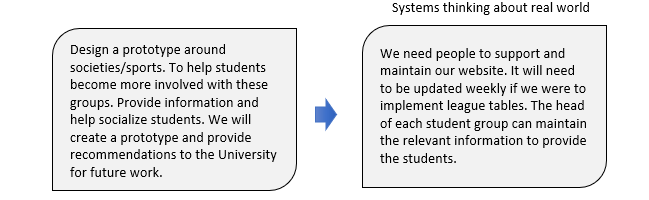 Systems thinking about real world
Design a prototype around
societies/sports. To help students
become more involved with these
groups. Provide information and
help socialize students. We will
create a prototype and provide
recommendations to the University
for future work.
We need people to support and
maintain our website. It will need
to be updated weekly if we were to
implement league tables. The head
of each student group can maintain
the relevant information to provide
the students.